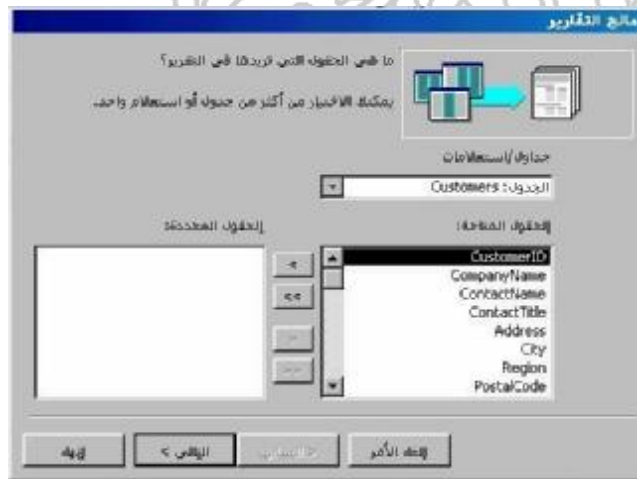 معالج التقارير
ما هي الحقول التي تريدها في التقرير؟
يمكنك الاختيار من أكثر من جدول أو استعلام واحد.
جداول/استعلامات
الجدول: Customers
الحقول المتاحة:
الحقول المحددة:
CustomerID
CompanyName
ContactName
ContactTitle
Address
City
Region
PostalCode
>
>>
<
<<
إلغاء الأمر
< السابق
التالي >
إنهاء